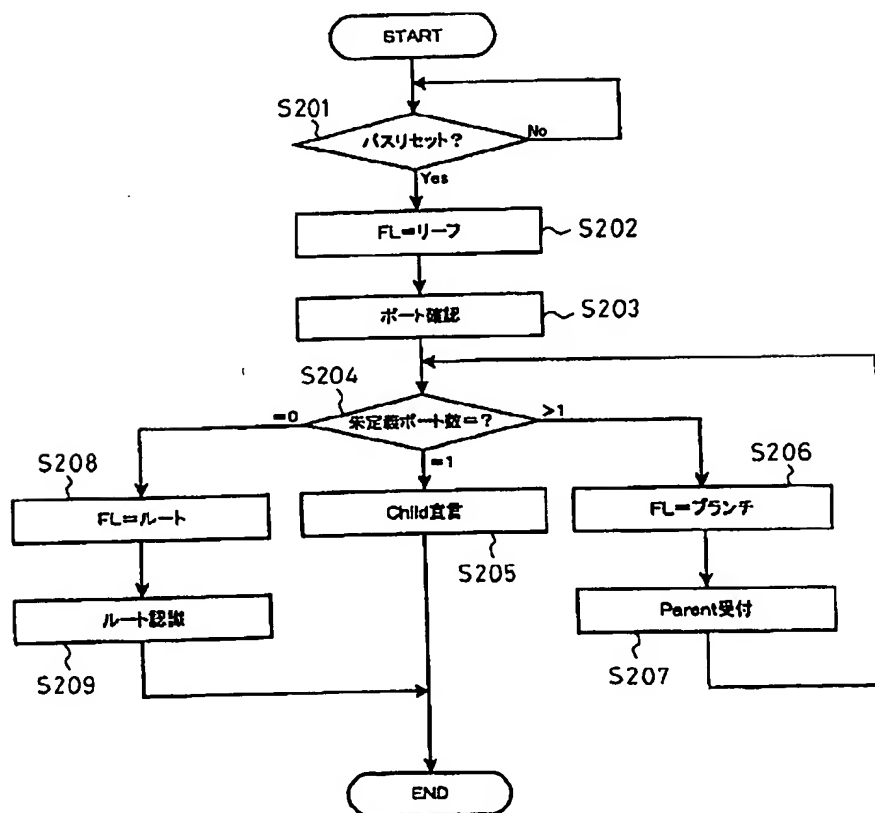 START
S201
バスリセット?
No
Yes
FL=リーフ
S202
ポート確認
S203
S204
=0
未定義ポート数=?
>1
=1
S208
S206
FL=ルート
Child宣言
FL=ブランチ
S205
ルート認識
Parent受付
S209
S207
END